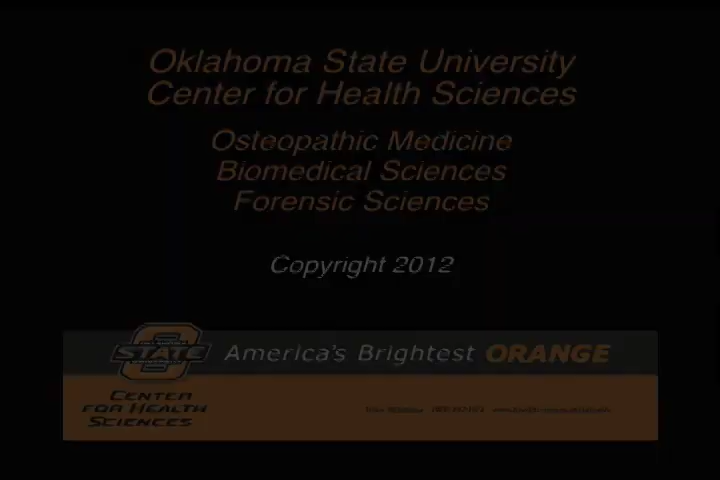 Oklahoma State University
Center for Health Sciences
Osteopathic Medicine
Biomedical Sciences
Forensic Sciences
Copyright 2012
STATE America's Brightest ORANGE
CENTER
FOR HEALTH
SCIENCES